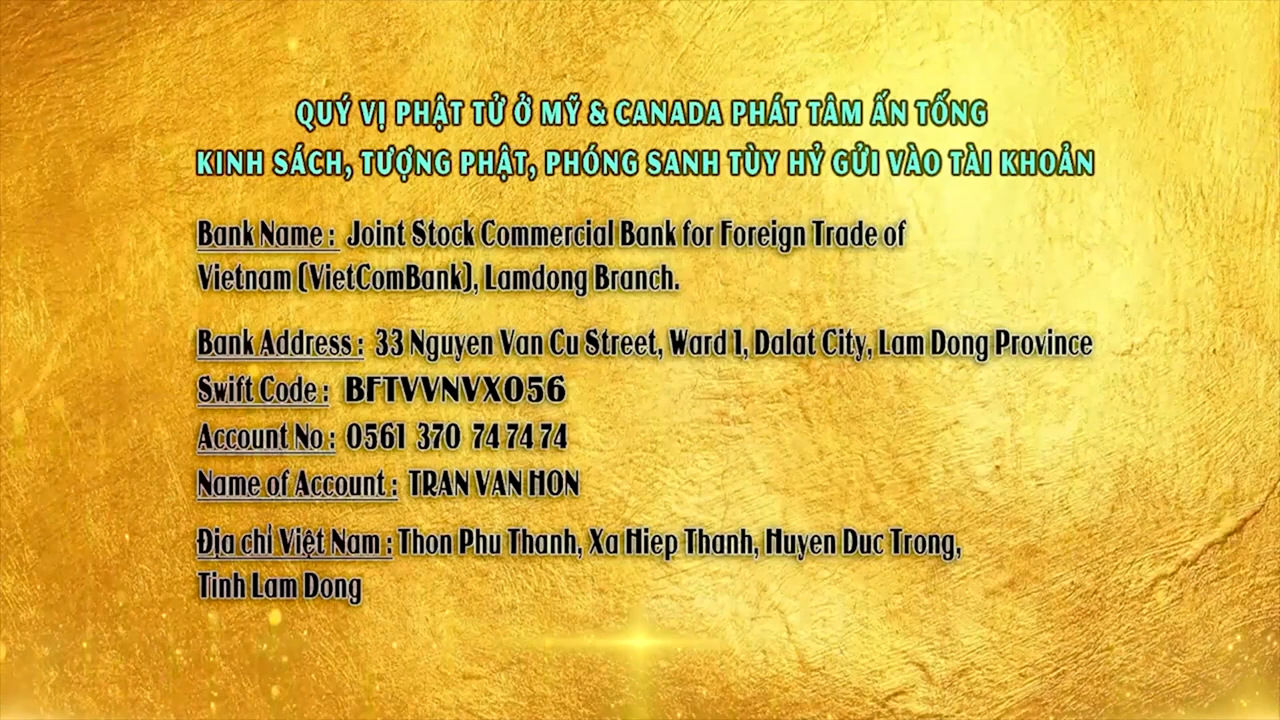 QUÝ VỊ PHẬT TỬ Ở MỸ & CANADA PHÁT TÂM ẤN TỐNG
KINH SÁCH, TƯỢNG PHẬT, PHÓNG SANH TÙY HỶ GỬI VÀO TÀI KHOẢN
Bank Name : Joint Stock Commercial Bank for Foreign Trade of
Vietnam (VietComBank), Lamdong Branch.
Bank Address : 33 Nguyen Van Cu Street, Ward 1, Dalat City, Lam Dong Province
Swift Code : BFTVVNVX056
Account No : 0561 370 74 74 74
Name of Account : TRAN VAN HON
Địa chỉ Việt Nam : Thon Phu Thanh, Xa Hiep Thanh, Huyen Duc Trong,
Tinh Lam Dong